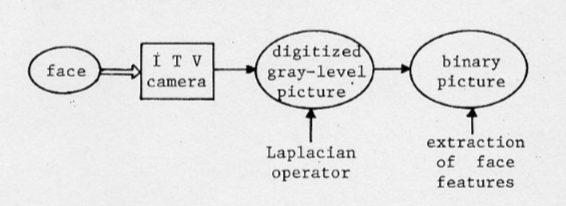 face
I T V
camera
digitized
gray-level
picture
binary
picture
Laplacian
operator
extraction
of face
features